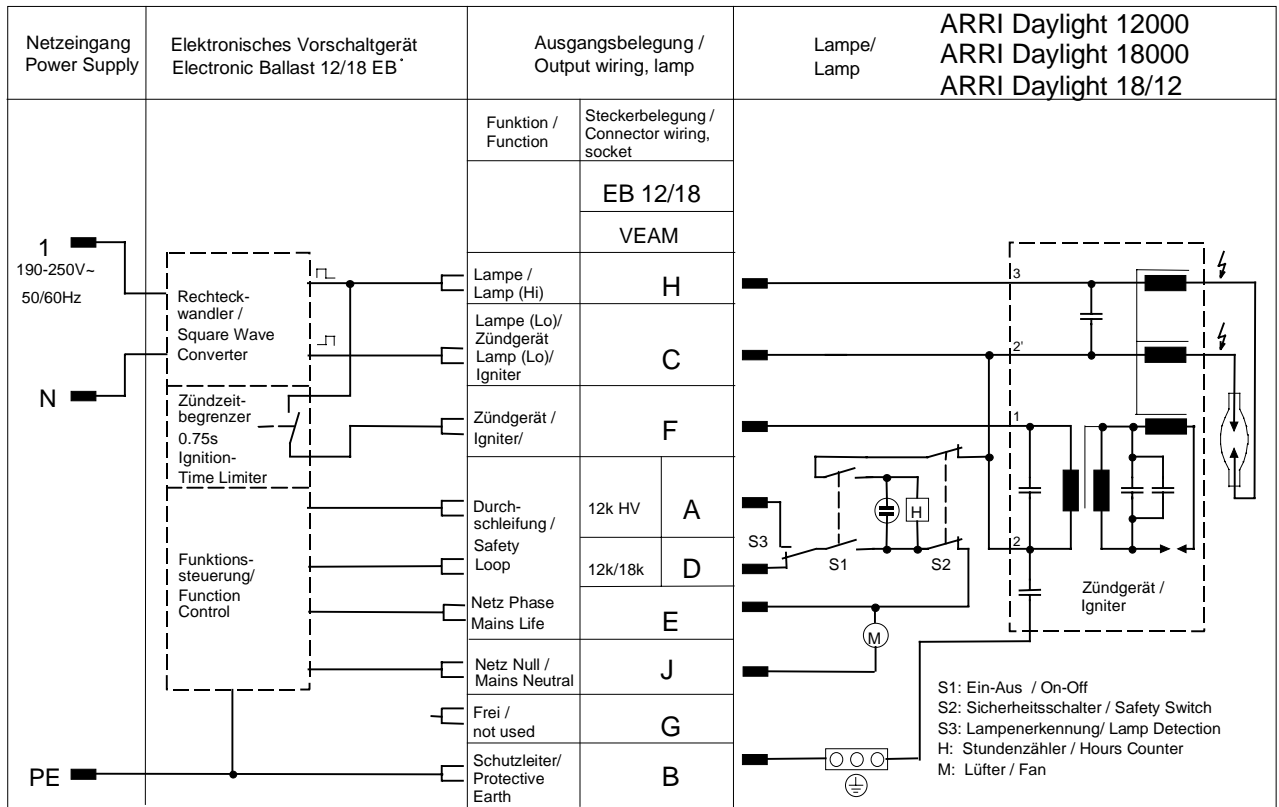 Netzeingang
Power Supply
Elektronisches Vorschaltgerät
Electronic Ballast 12/18 EB
Ausgangsbelegung /
Output wiring, lamp
Lampe/
Lamp
ARRI Daylight 12000
ARRI Daylight 18000
ARRI Daylight 18/12
Funktion /
Function
Steckerbelegung /
Connector wiring,
socket
EB 12/18
VEAM
1
190-250V~
50/60Hz
N
PE
Rechteck-
wandler /
Square Wave
Converter
Zündzeit-
begrenzer
0.75s
Ignition-
Time Limiter
Funktions-
steuerung/
Function
Control
Lampe /
Lamp (Hi)
H
Lampe (Lo)/
Zündgerät
Lamp (Lo)/
Igniter
C
Zündgerät /
Igniter/
F
Durch-
schleifung /
Safety
Loop
12k HV
A
12k/18k
D
Netz Phase
Mains Life
E
Netz Null /
Mains Neutral
J
Frei /
not used
G
Schutzleiter/
Protective
Earth
B
3
2'
1
2
H
S3
S1
S2
M
Zündgerät /
Igniter
S1: Ein-Aus / On-Off
S2: Sicherheitsschalter / Safety Switch
S3: Lampenerkennung/ Lamp Detection
H: Stundenzähler / Hours Counter
M: Lüfter / Fan